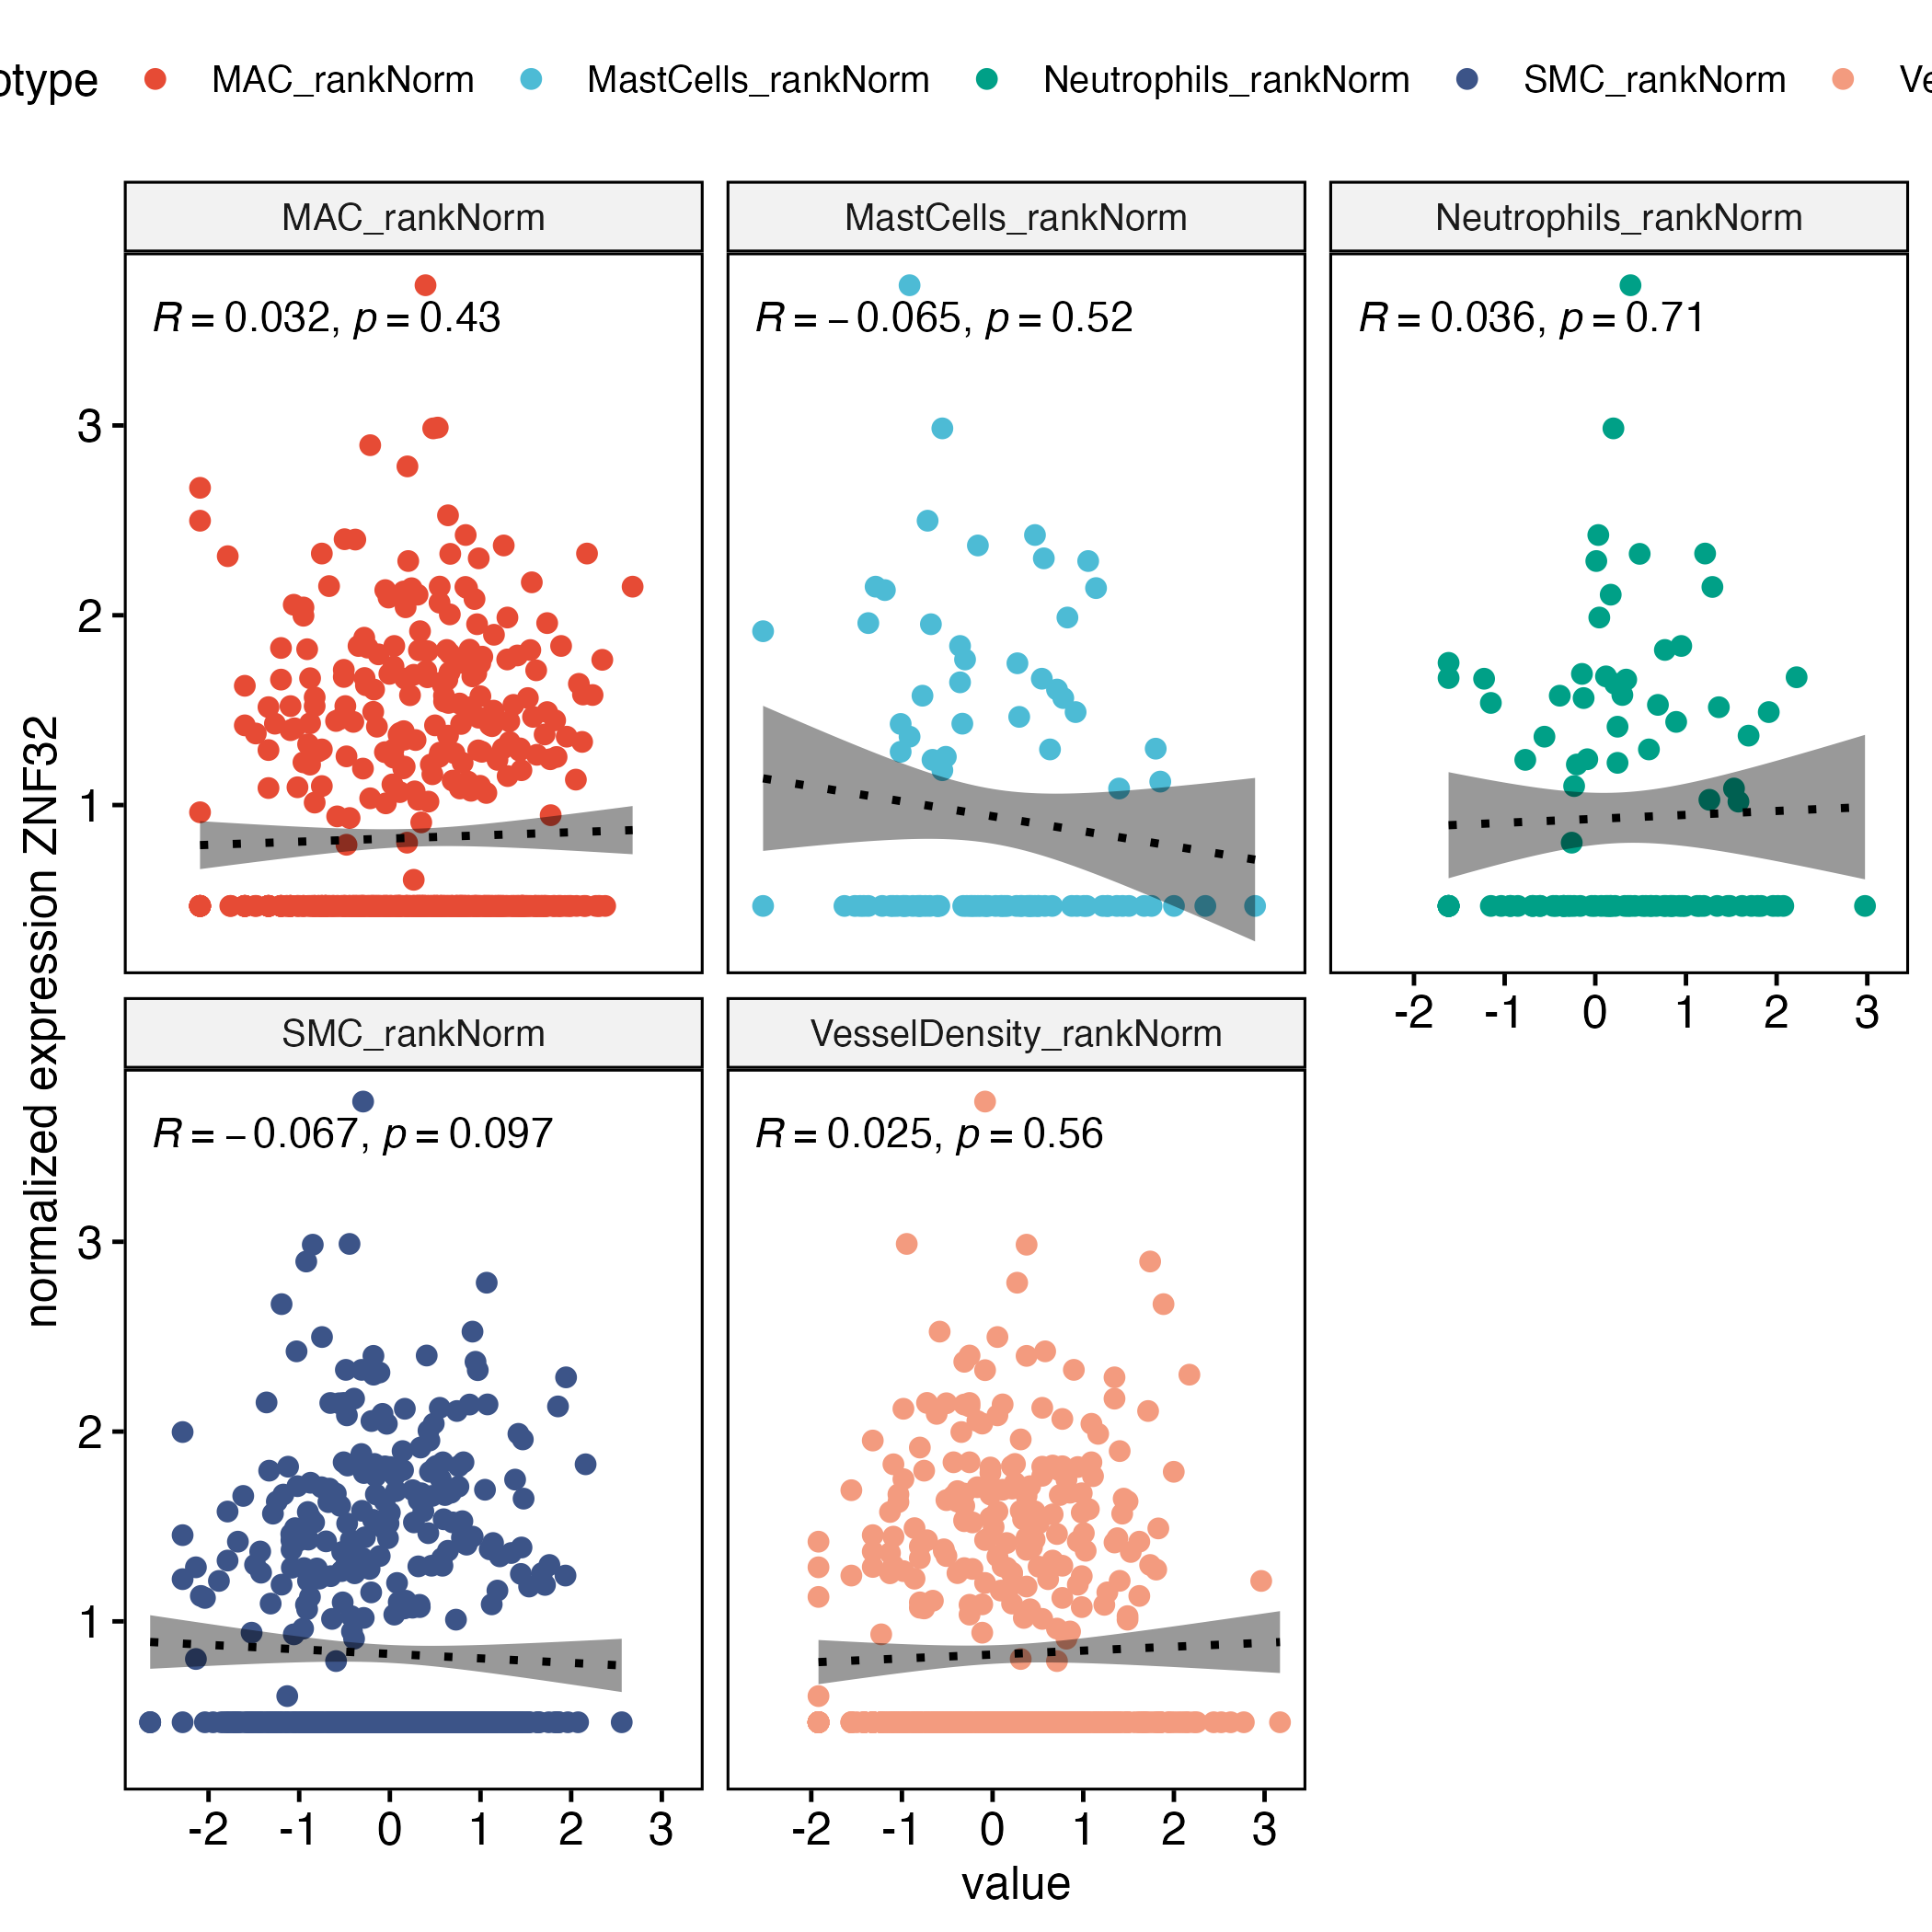 otype MAC_rankNorm MastCells_rankNorm Neutrophils_rankNorm SMC_rankNorm Ve
MAC_rankNorm MastCells_rankNorm Neutrophils_rankNorm
R = 0.032, p = 0.43 R = −0.065, p = 0.52 R = 0.036, p = 0.71
3
2
1
-2 -1 0 1 2 3
SMC_rankNorm VesselDensity_rankNorm
R = −0.067, p = 0.097 R = 0.025, p = 0.56
3
2
1
-2 -1 0 1 2 3 -2 -1 0 1 2 3
value
normalized expression ZNF32